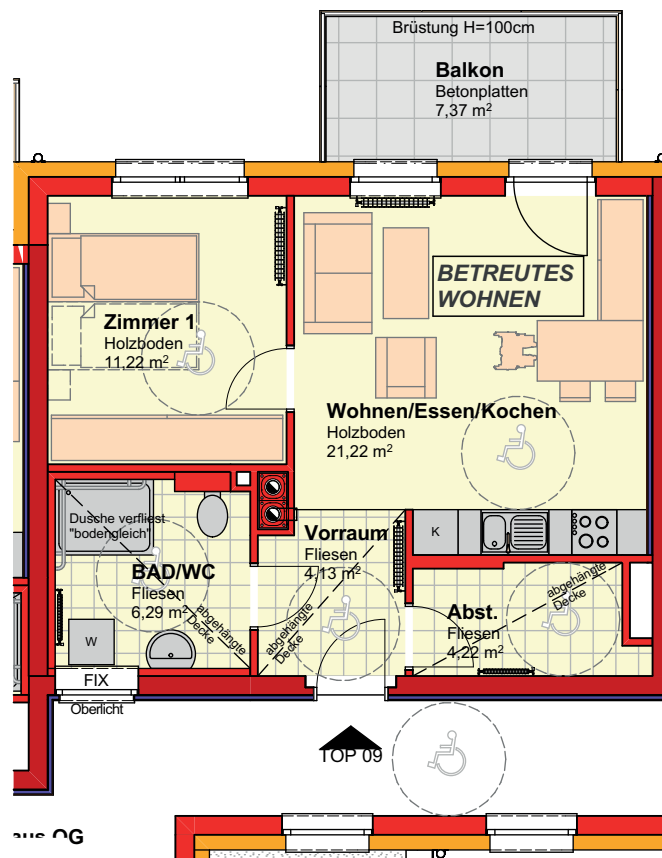 Brüstung H=100cm
Balkon
Betonplatten
7,37 m²
BETREUTES
WOHNEN
Zimmer 1
Holzboden
11,22 m²
Wohnen/Essen/Kochen
Holzboden
21,22 m²
Dusche verfliest
"bodengleich"
BAD/WC
Fliesen
6,29 m²
abgehängte
Decke
W
FIX
Oberlicht
Vorraum
Fliesen
4,13 m²
abgehängte
Decke
K
Abst.
Fliesen
4,22 m²
abgehängte
Decke
TOP 09
OG